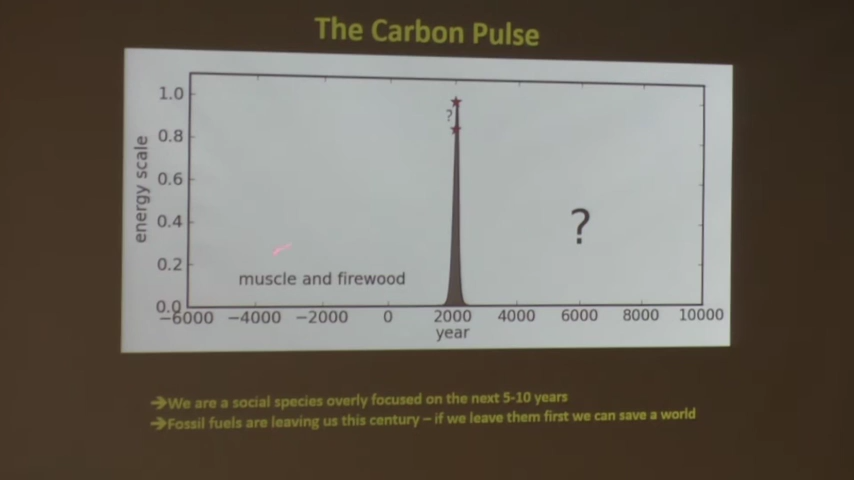 The Carbon Pulse
1.0
0.8
0.6
0.4
0.2
0.0
energy scale
?
?
muscle and firewood
−6000 −4000 −2000 0 2000 4000 6000 8000 10000
year
➔We are a social species overly focused on the next 5-10 years
➔Fossil fuels are leaving us this century – if we leave them first we can save a world